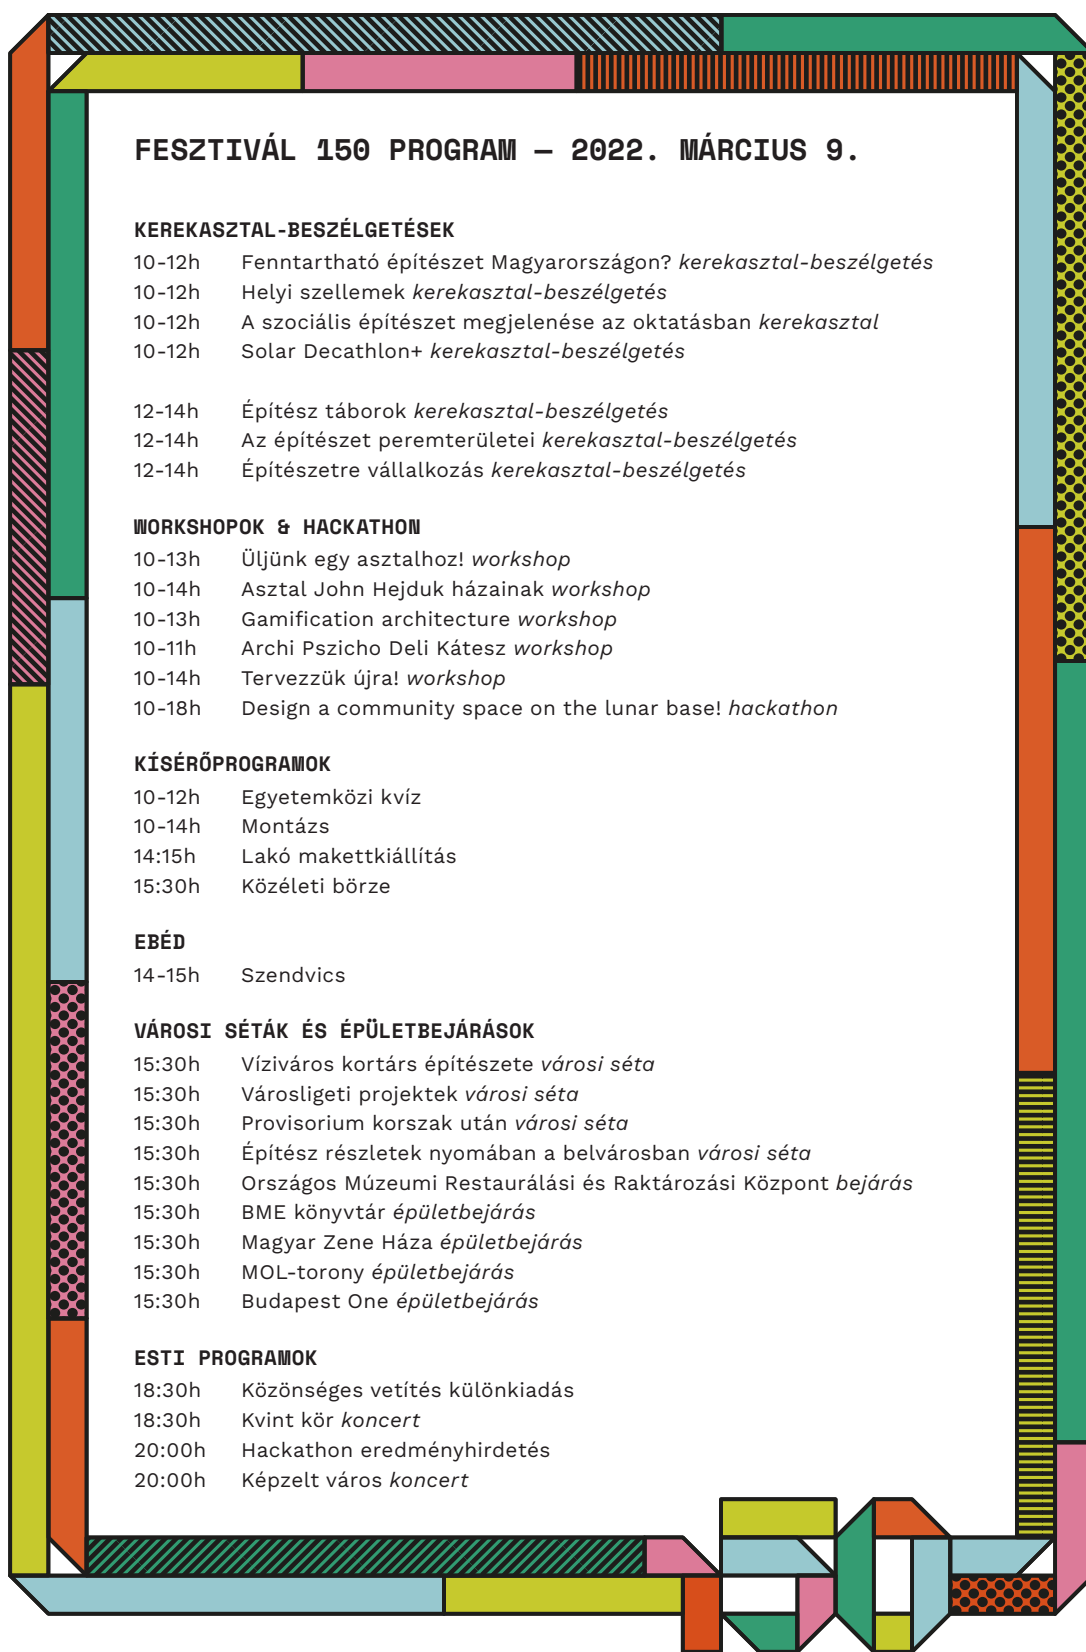 FESZTIVÁL 150 PROGRAM – 2022. MÁRCIUS 9.
KEREKASZTAL-BESZÉLGETÉSEK
10-12h Fenntartható építészet Magyarországon? kerekasztal-beszélgetés
10-12h Helyi szellemek kerekasztal-beszélgetés
10-12h A szociális építészet megjelenése az oktatásban kerekasztal
10-12h Solar Decathlon+ kerekasztal-beszélgetés
12-14h Építész táborok kerekasztal-beszélgetés
12-14h Az építészet peremterületei kerekasztal-beszélgetés
12-14h Építészetre vállalkozás kerekasztal-beszélgetés
WORKSHOPOK & HACKATHON
10-13h Üljünk egy asztalhoz! workshop
10-14h Asztal John Hejduk házainak workshop
10-13h Gamification architecture workshop
10-11h Archi Pszicho Deli Kátesz workshop
10-14h Tervezzük újra! workshop
10-18h Design a community space on the lunar base! hackathon
KÍSÉRŐPROGRAMOK
10-12h Egyetemközi kvíz
10-14h Montázs
14:15h Lakó makettkiállítás
15:30h Közéleti börze
EBÉD
14-15h Szendvics
VÁROSI SÉTÁK ÉS ÉPÜLETBEJÁRÁSOK
15:30h Víziváros kortárs építészete városi séta
15:30h Városligeti projektek városi séta
15:30h Provisorium korszak után városi séta
15:30h Építész részletek nyomában a belvárosban városi séta
15:30h Országos Múzeumi Restaurálási és Raktározási Központ bejárás
15:30h BME könyvtár épületbejárás
15:30h Magyar Zene Háza épületbejárás
15:30h MOL-torony épületbejárás
15:30h Budapest One épületbejárás
ESTI PROGRAMOK
18:30h Közönséges vetítés különkiadás
18:30h Kvint kör koncert
20:00h Hackathon eredményhirdetés
20:00h Képzelt város koncert